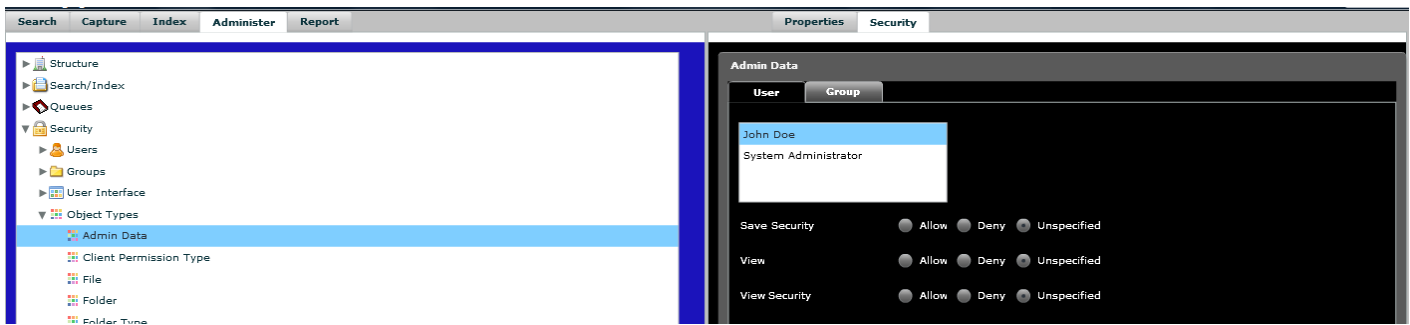 Search Capture Index Administer Report
Properties Security
Structure
Search/Index
Queues
Security
Users
Groups
User Interface
Object Types
Admin Data
Client Permission Type
File
Folder
Folder Type
Admin Data
User Group
John Doe
System Administrator
Save Security Allow Deny Unspecified
View Allow Deny Unspecified
View Security Allow Deny Unspecified